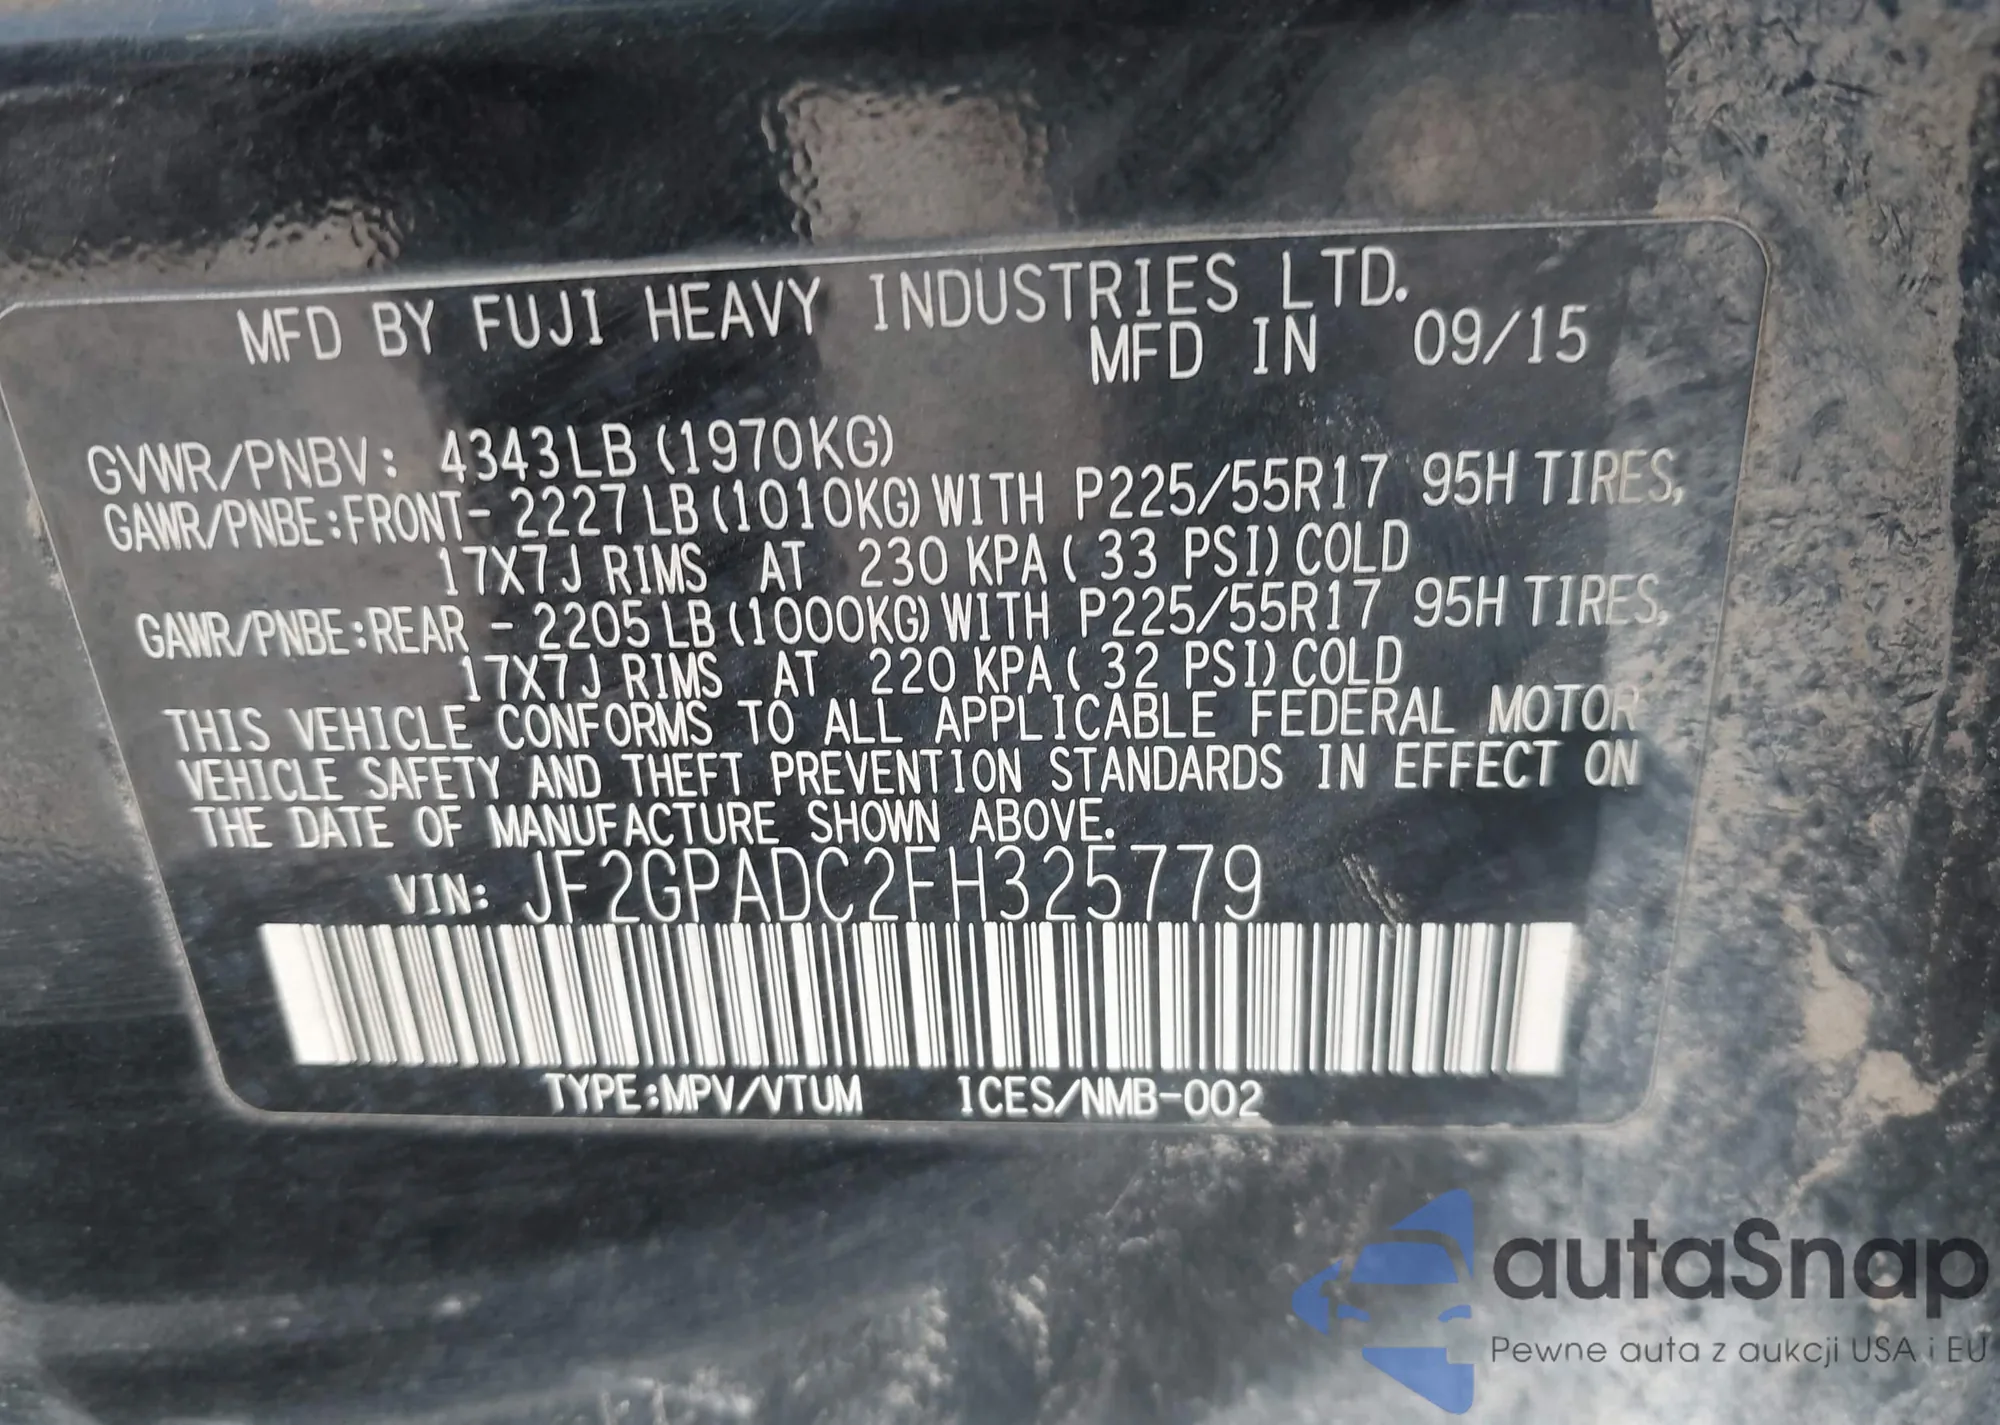 MFD BY FUJI HEAVY INDUSTRIES LTD.
MFD IN 09/15
GVWR/PNBV: 4343LB (1970KG)
GAWR/PNBE:FRONT- 2227LB (1010KG) WITH P225/55R17 95H TIRES,
17X7J RIMS AT 230 KPA ( 33 PSI) COLD
GAWR/PNBE:REAR - 2205LB (1000KG) WITH P225/55R17 95H TIRES,
17X7J RIMS AT 220 KPA ( 32 PSI) COLD
THIS VEHICLE CONFORMS TO ALL APPLICABLE FEDERAL MOTOR
VEHICLE SAFETY AND THEFT PREVENTION STANDARDS IN EFFECT ON
THE DATE OF MANUFACTURE SHOWN ABOVE.
VIN: JF2GPADC2FH325779
TYPE:MPV/VTUM ICES/NMB-002
autaSnap
Pewne auta z aukcji USA i EU